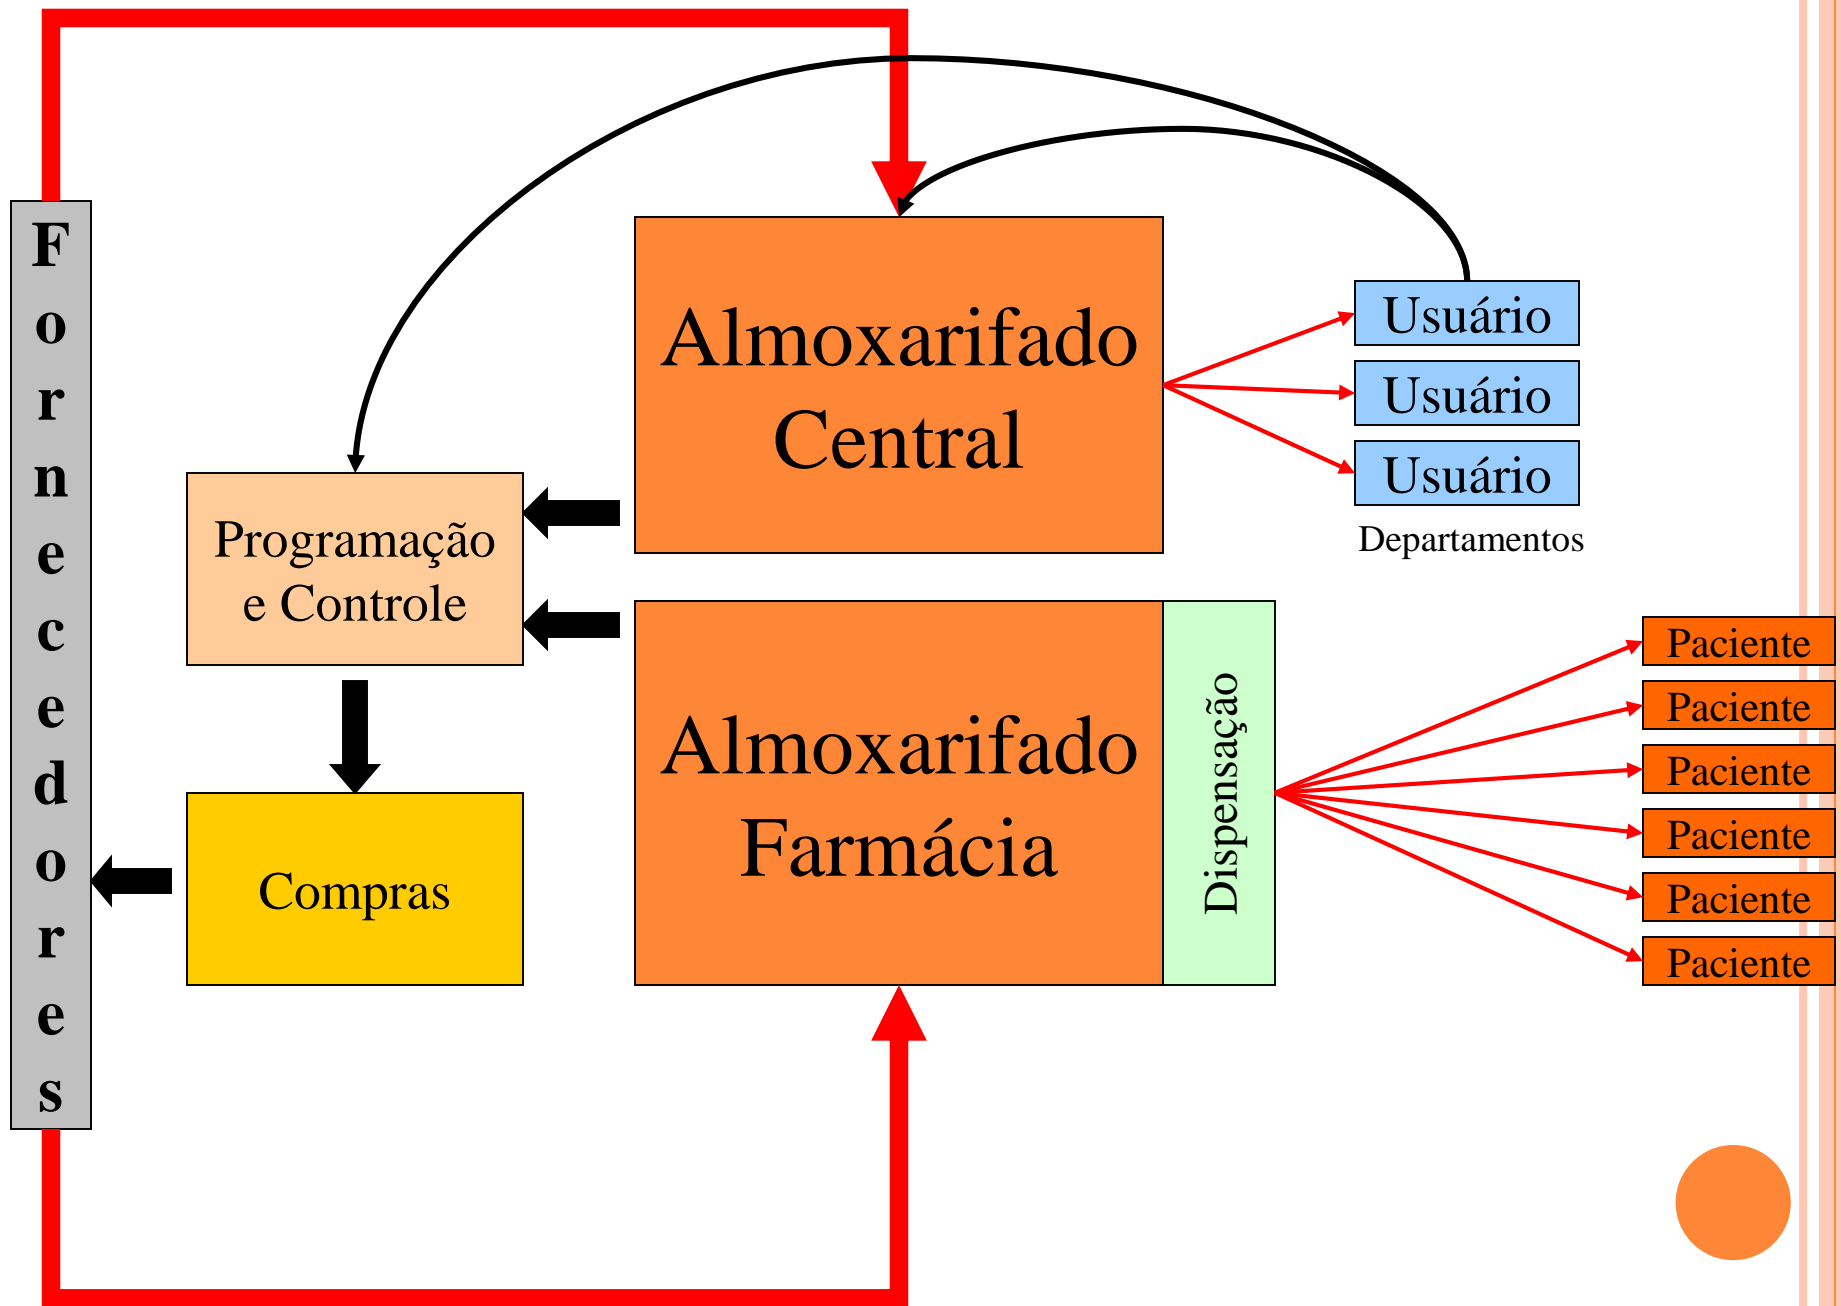 Fornecedores
Almoxarifado
Central
Usuário
Usuário
Usuário
Departamentos
Programação
e Controle
Almoxarifado
Farmácia
Dispensação
Paciente
Paciente
Paciente
Paciente
Paciente
Paciente
Compras